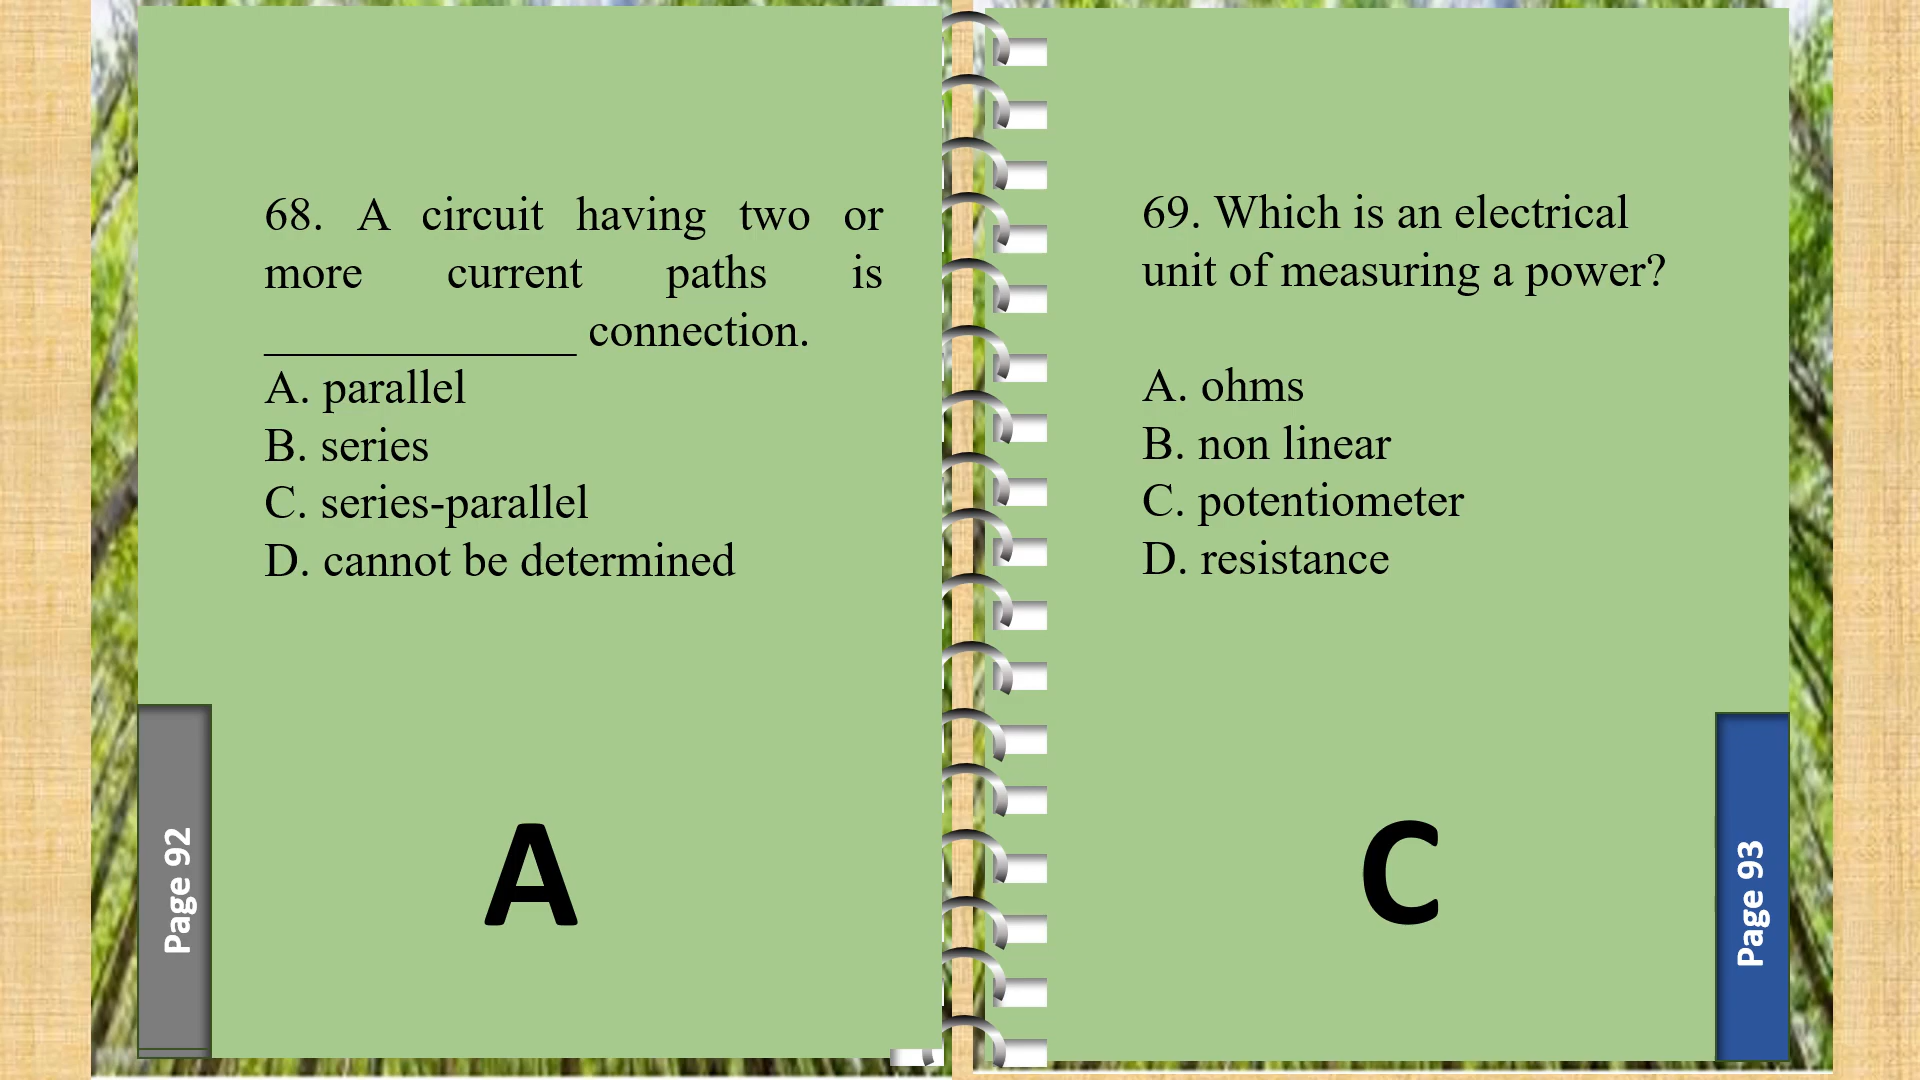 68. A circuit having two or
more current paths is
_____________ connection.
A. parallel
B. series
C. series-parallel
D. cannot be determined
A
Page 92
69. Which is an electrical
unit of measuring a power?
A. ohms
B. non linear
C. potentiometer
D. resistance
C
Page 93